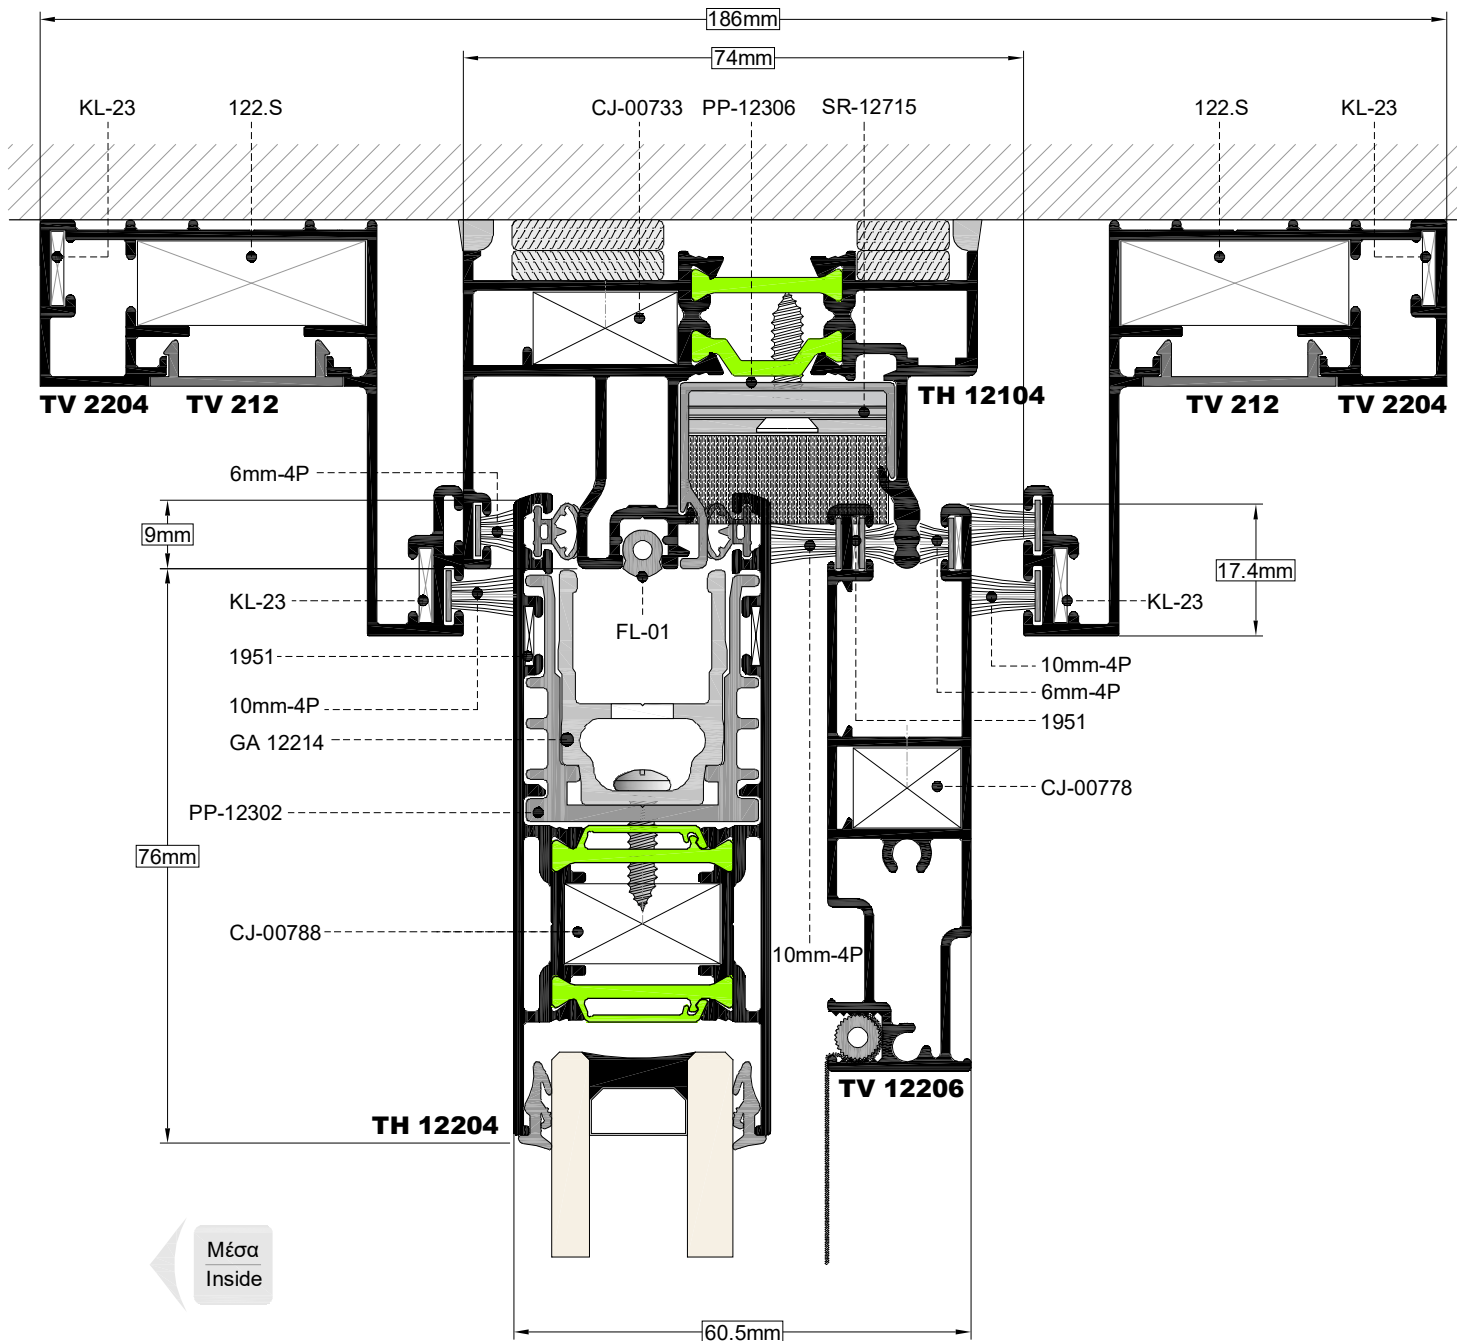 186mm
74mm
KL-23
122.S
CJ-00733
PP-12306
SR-12715
122.S
KL-23
TV 2204
TV 212
TH 12104
TV 212
TV 2204
6mm-4P
9mm
17.4mm
KL-23
FL-01
KL-23
1951
10mm-4P
10mm-4P
6mm-4P
1951
GA 12214
CJ-00778
PP-12302
76mm
CJ-00788
10mm-4P
TV 12206
TH 12204
Μέσα
Inside
60.5mm